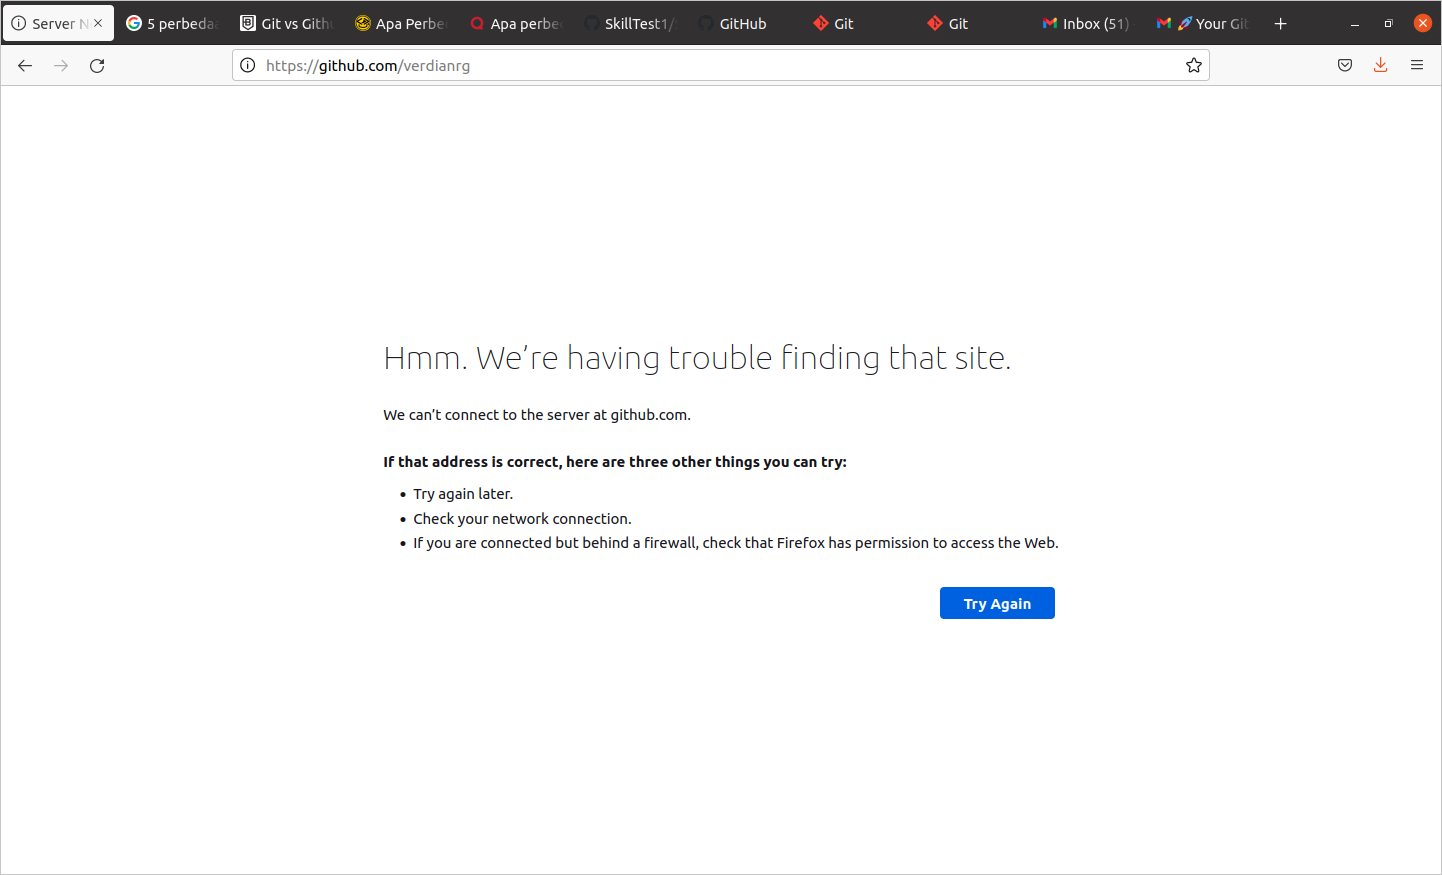 Server N
5 perbeda
Git vs Gith
Apa Perbe
Apa perbe
SkillTest1/
GitHub
Git
Git
Inbox (51)
Your Git
https://github.com/verdianrg
Hmm. We’re having trouble finding that site.
We can’t connect to the server at github.com.
If that address is correct, here are three other things you can try:
• Try again later.
• Check your network connection.
• If you are connected but behind a firewall, check that Firefox has permission to access the Web.
Try Again